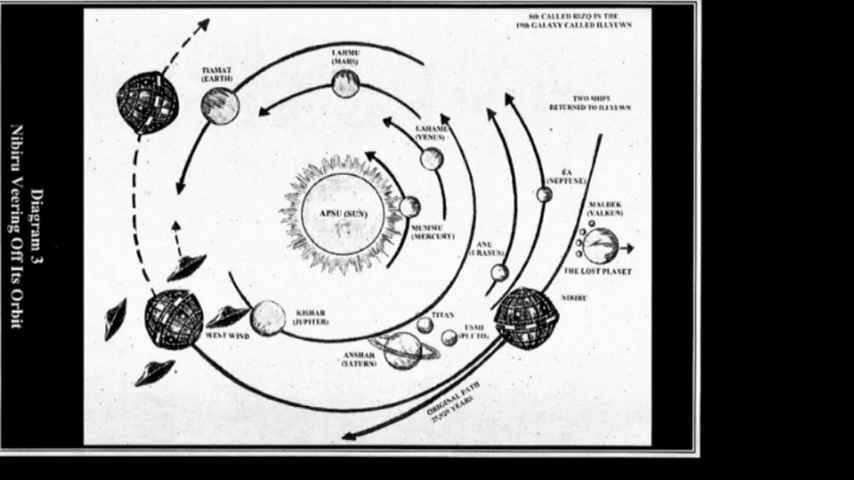 8th CALLED RIZQ IN THE
19th GALAXY CALLED ILLYUWN
LAHMU
(MARS)
TIAMAT
(EARTH)
TWO SHIPS
RETURNED TO ILLYUWN
LAHAMU
(VENUS)
EA
(NEPTUNE)
MALDEK
(VALKUN)
APSU (SUN)
MUMMU
(MERCURY)
ANU
(URANUS)
THE LOST PLANET
NIBIRU
KISHAR
(JUPITER)
TITAN
WEST WIND
(PLUTO)
ANSHAR
(SATURN)
ORIGINAL PATH
YEARS
Diagram 3
Nibiru Veering Off Its Orbit